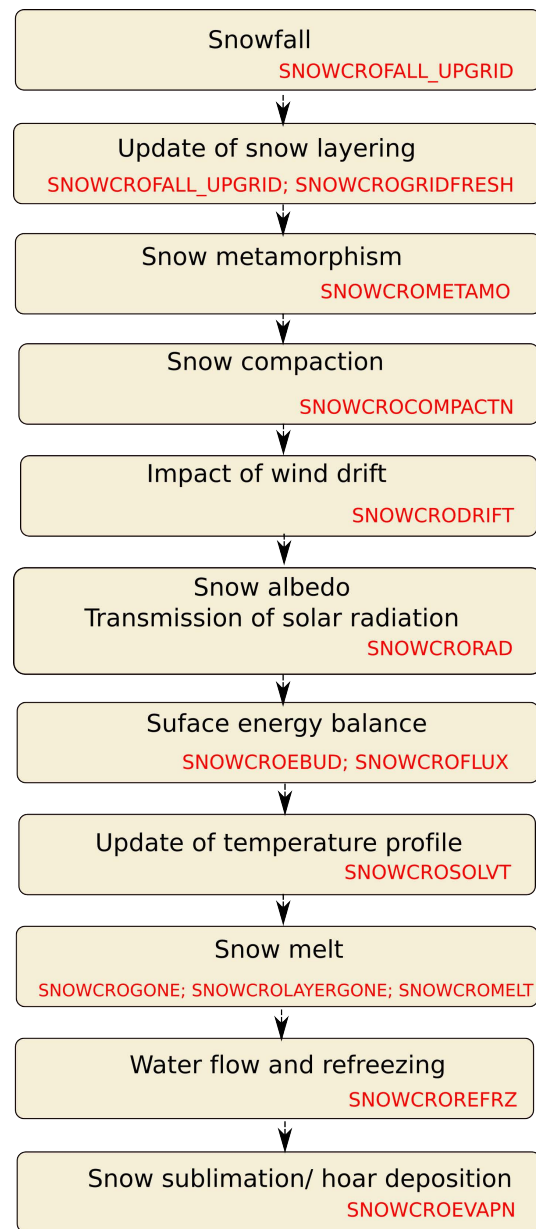 Snowfall
SNOWCROFALL_UPGRID
Update of snow layering
SNOWCROFALL_UPGRID; SNOWCROGRIDFRESH
Snow metamorphism
SNOWCROMETAMO
Snow compaction
SNOWCROCOMPACTN
Impact of wind drift
SNOWCRODRIFT
Snow albedo
Transmission of solar radiation
SNOWCRORAD
Suface energy balance
SNOWCROEBUD; SNOWCROFLUX
Update of temperature profile
SNOWCROSOLVT
Snow melt
SNOWCROGONE; SNOWCROLAYERGONE; SNOWCROMELT
Water flow and refreezing
SNOWCROREFRZ
Snow sublimation/ hoar deposition
SNOWCROEVAPN